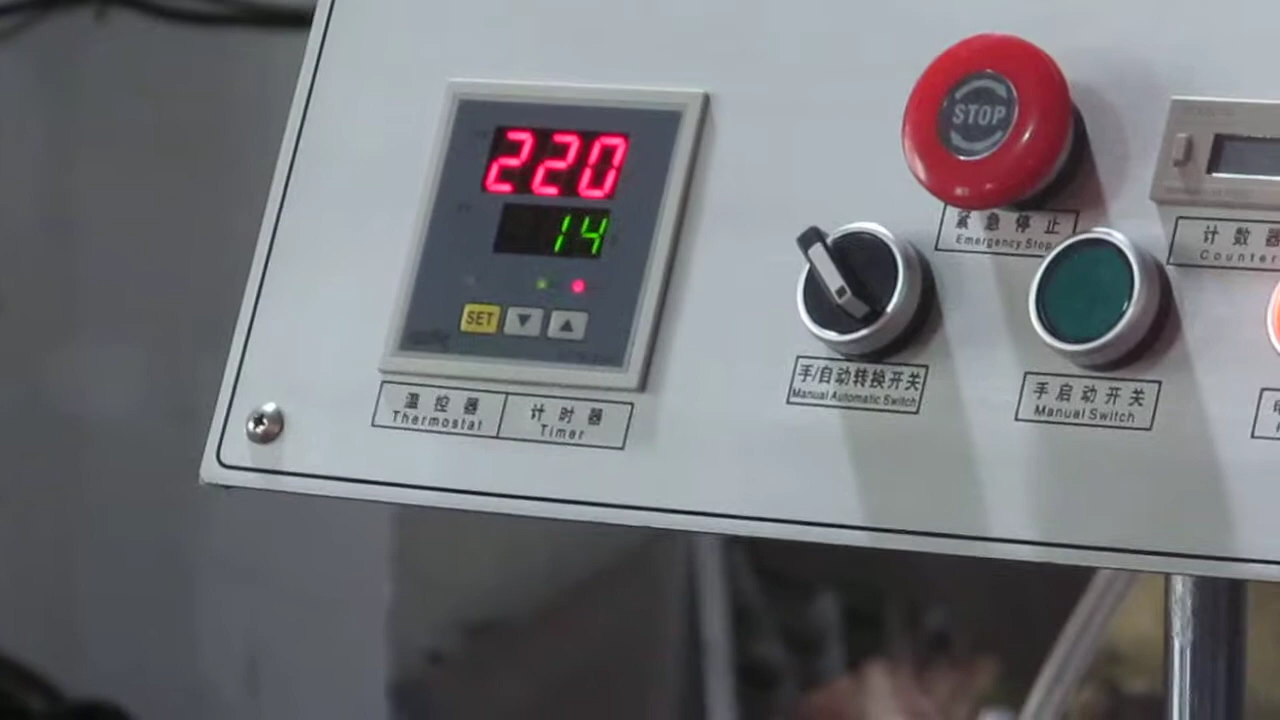 220
14
SET
温控器
Thermostat
计时器
Timer
STOP
紧急停止
Emergency Stop
手/自动转换开关
Manual Automatic Switch
手启动开关
Manual Switch
计数器
Counter